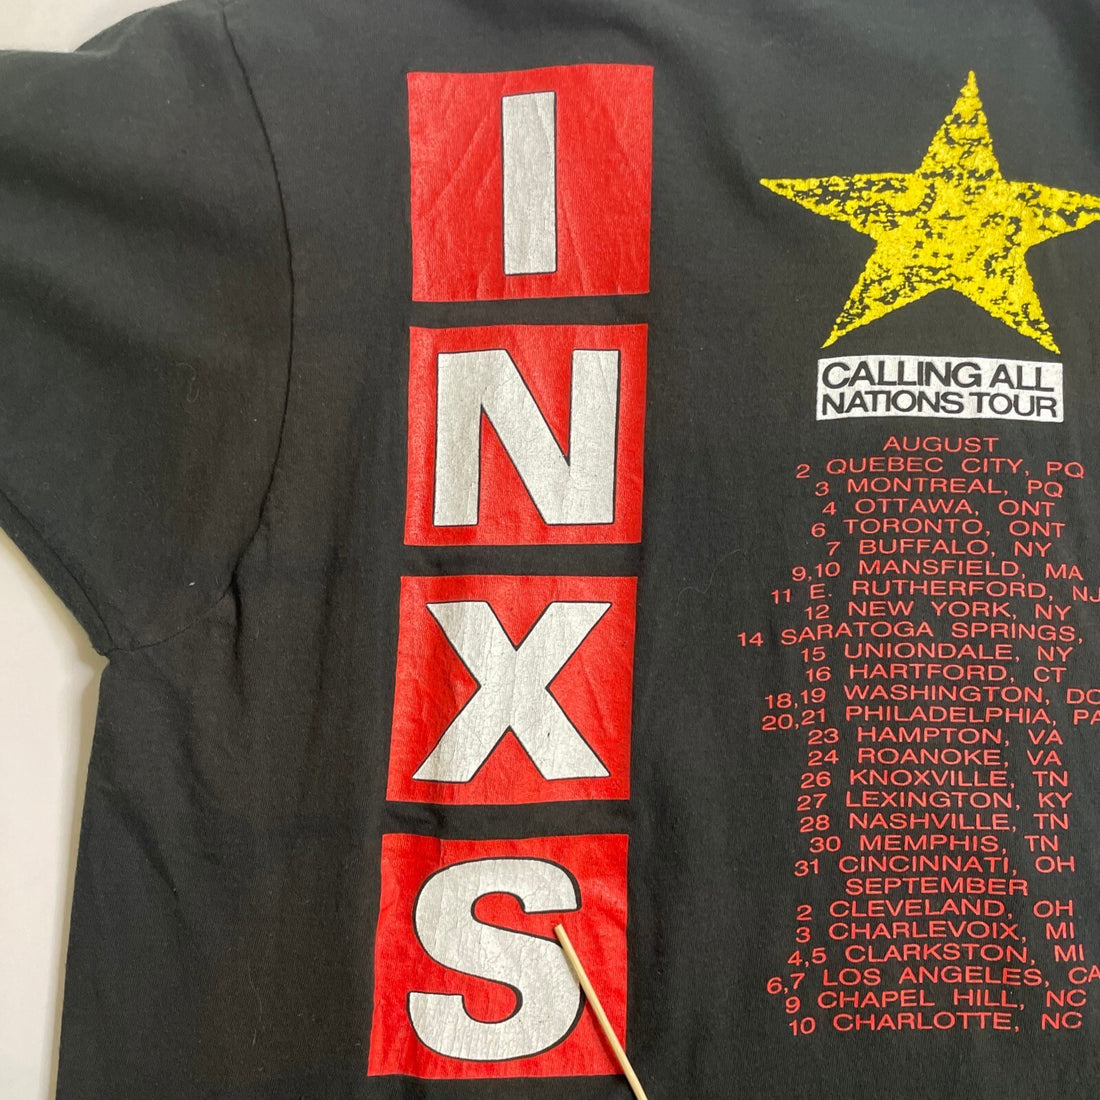 I
N
X
S
CALLING ALL
NATIONS TOUR
AUGUST
2 QUEBEC CITY, PQ
3 MONTREAL, PQ
4 OTTAWA, ONT
6 TORONTO, ONT
7 BUFFALO, NY
9,10 MANSFIELD, MA
11 E. RUTHERFORD, NJ
12 NEW YORK, NY
14 SARATOGA SPRINGS,
15 UNIONDALE, NY
16 HARTFORD, CT
18,19 WASHINGTON, DC
20,21 PHILADELPHIA, PA
23 HAMPTON, VA
24 ROANOKE, VA
26 KNOXVILLE, TN
27 LEXINGTON, KY
28 NASHVILLE, TN
30 MEMPHIS, TN
31 CINCINNATI, OH
SEPTEMBER
2 CLEVELAND, OH
3 CHARLEVOIX, MI
4,5 CLARKSTON, MI
6,7 LOS ANGELES, CA
9 CHAPEL HILL, NC
10 CHARLOTTE, NC